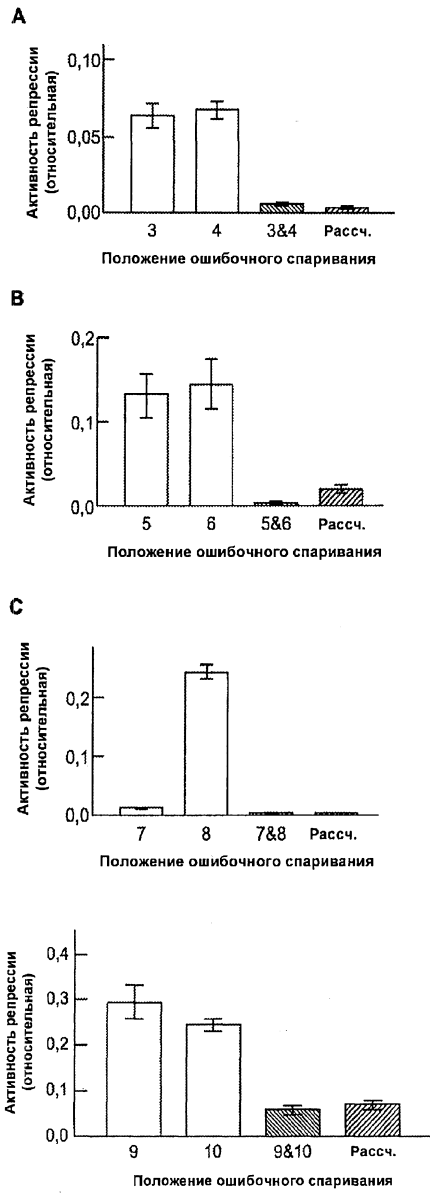 A
Активность репрессии
(относительная)
0,10
0,05
0,00
3 4 3&4 Рассч.
Положение ошибочного спаривания
B
Активность репрессии
(относительная)
0,2
0,1
0,0
5 6 5&6 Рассч.
Положение ошибочного спаривания
C
Активность репрессии
(относительная)
0,2
0,1
0,0
7 8 7&8 Рассч.
Положение ошибочного спаривания
Активность репрессии
(относительная)
0,4
0,3
0,2
0,1
0,0
9 10 9&10 Рассч.
Положение ошибочного спаривания